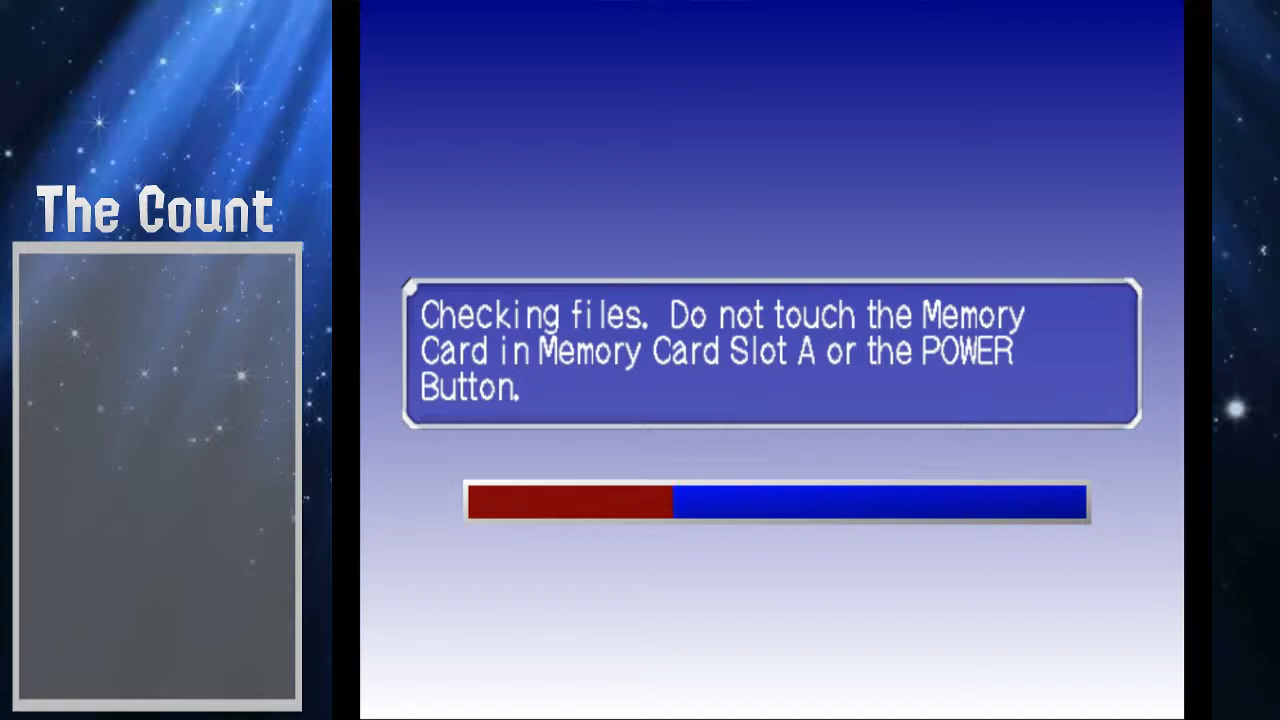 The Count
Checking files. Do not touch the Memory
Card in Memory Card Slot A or the POWER
Button.